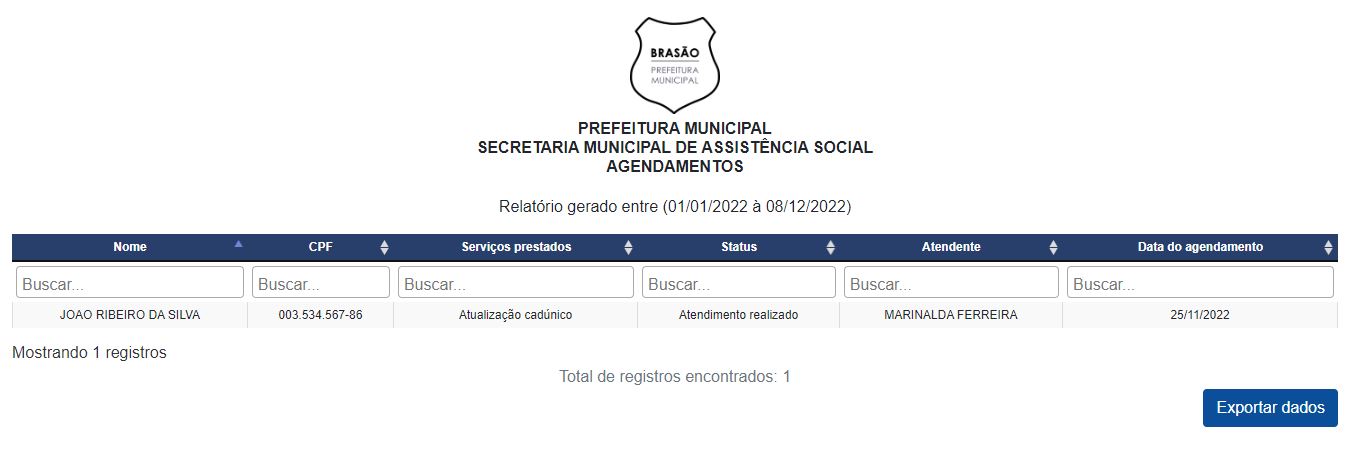 BRASÃO
PREFEITURA
MUNICIPAL
PREFEITURA MUNICIPAL
SECRETARIA MUNICIPAL DE ASSISTÊNCIA SOCIAL
AGENDAMENTOS
Relatório gerado entre (01/01/2022 à 08/12/2022)
Nome CPF Serviços prestados Status Atendente Data do agendamento
Buscar... Buscar... Buscar... Buscar... Buscar... Buscar...
JOAO RIBEIRO DA SILVA 003.534.567-86 Atualização cadúnico Atendimento realizado MARINALDA FERREIRA 25/11/2022
Mostrando 1 registros
Total de registros encontrados: 1
Exportar dados